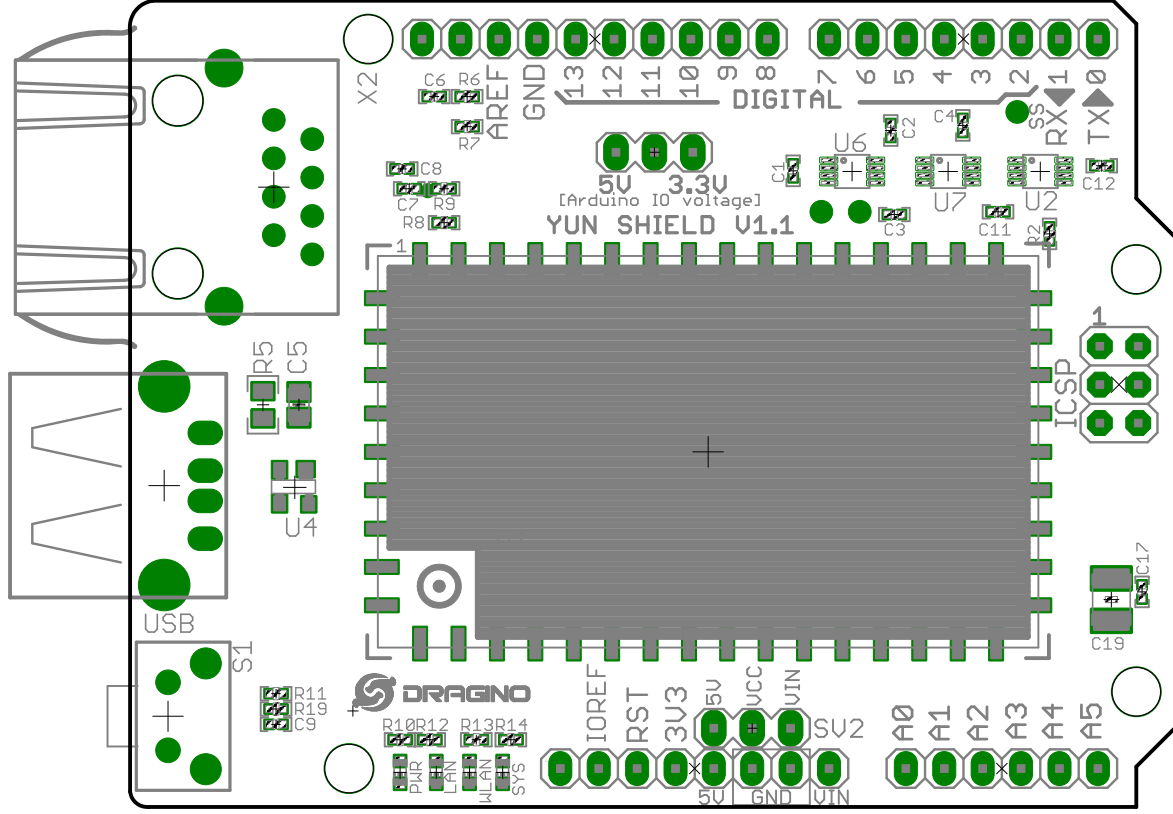 X2
C6 R6
R7
AREF GND 13 12 11 10 9 8
7 6 5 4 3 2 1 0
DIGITAL
SS RX TX
C8
C7 R9
R8
5V 3.3V
[Arduino IO voltage]
YUN SHIELD V1.1
C1
U6
C2
C4
U7
U2
C12
C3
C11
R2
1
1
ICSP
R5 C5
U4
USB
S1
R11
R19
C9
C17
C19
DRAGINO
R10 R12 R13 R14
PWR LAN WLAN SYS
IOREF RST 3V3 5V VCC VIN
SV2
5V GND VIN
A0 A1 A2 A3 A4 A5